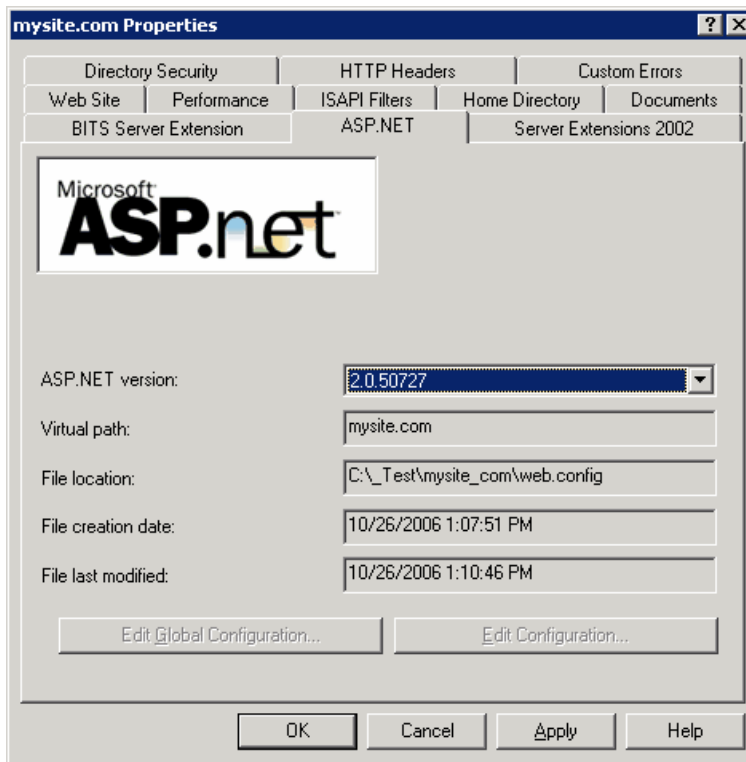 mysite.com Properties
Directory Security HTTP Headers Custom Errors
Web Site Performance ISAPI Filters Home Directory Documents
BITS Server Extension ASP.NET Server Extensions 2002
Microsoft
ASP.net
ASP.NET version: 2.0.50727
Virtual path: mysite.com
File location: C:\_Test\mysite_com\web.config
File creation date: 10/26/2006 1:07:51 PM
File last modified: 10/26/2006 1:10:46 PM
Edit Global Configuration... Edit Configuration...
OK Cancel Apply Help